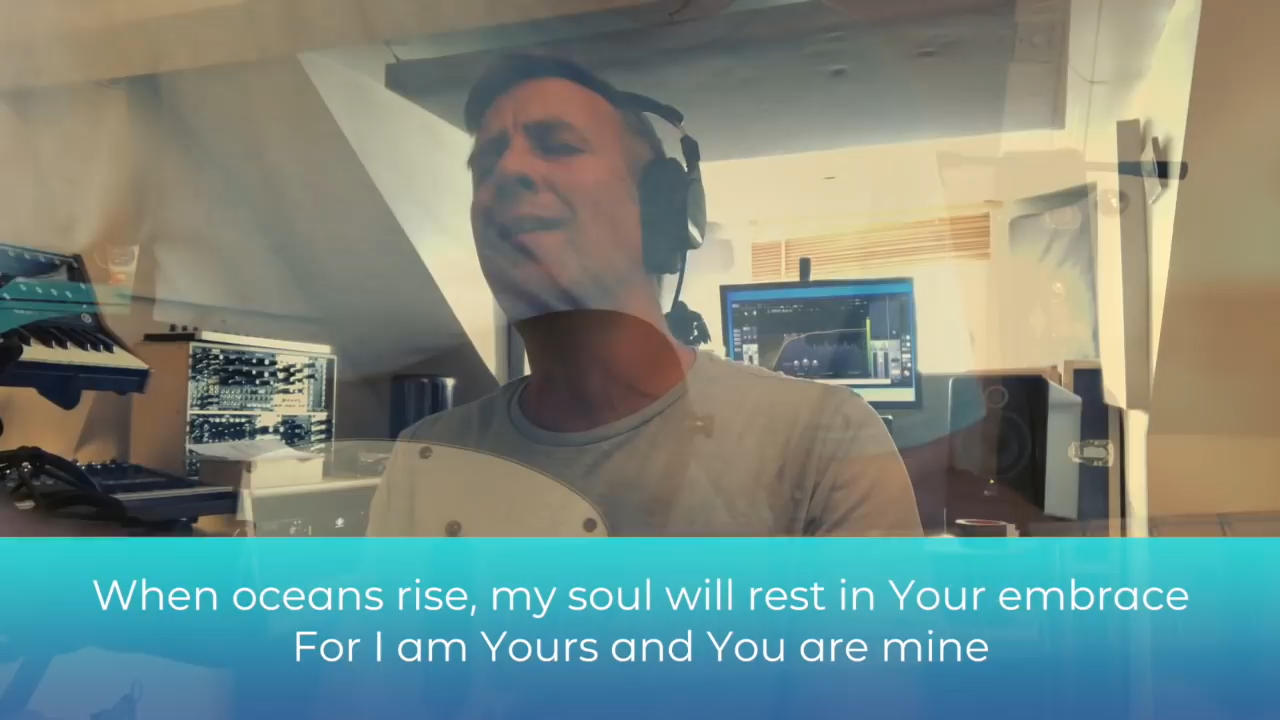 When oceans rise, my soul will rest in Your embrace
For I am Yours and You are mine